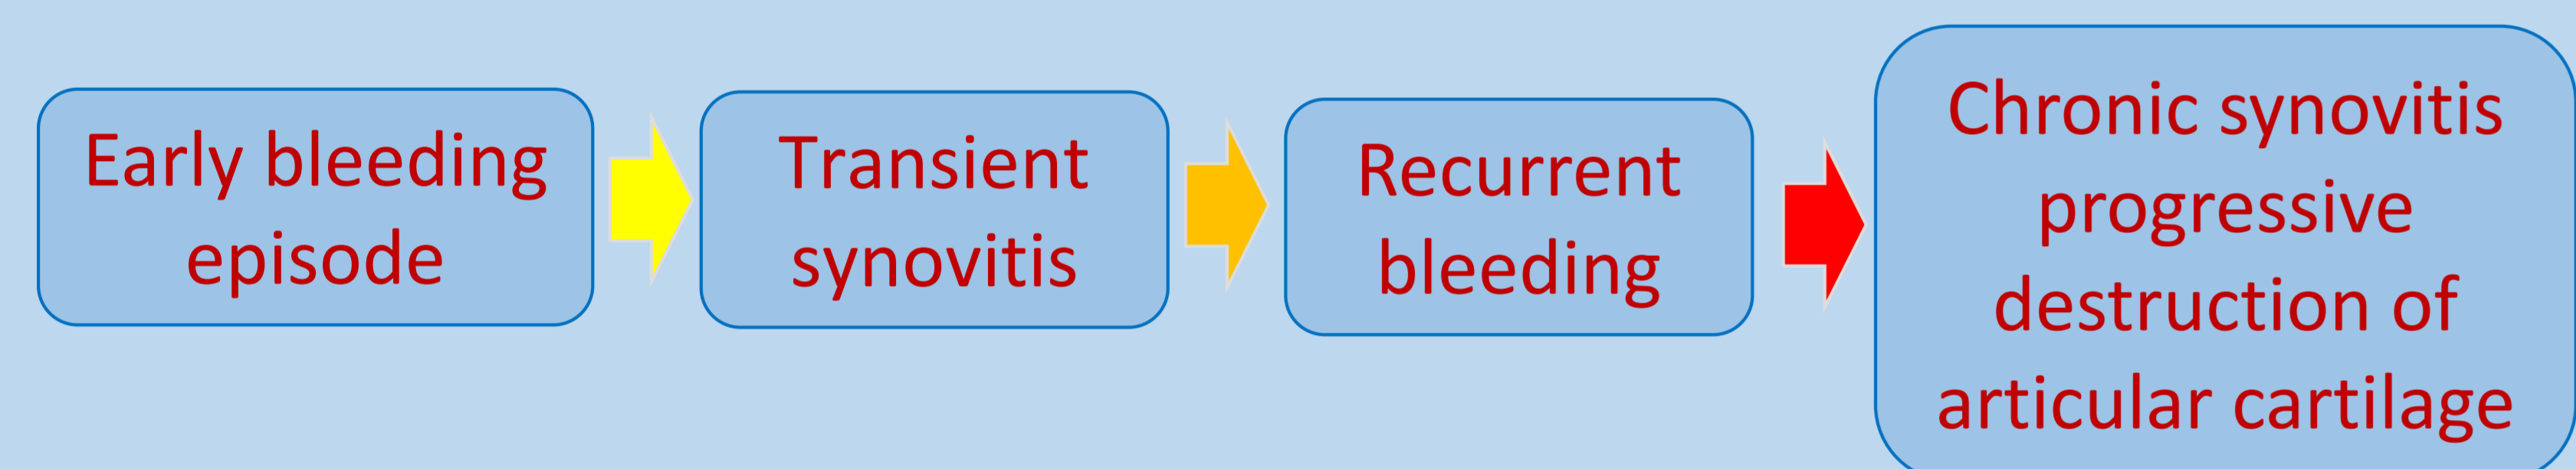 Early bleeding
episode
Transient
synovitis
Recurrent
bleeding
Chronic synovitis
progressive
destruction of
articular cartilage